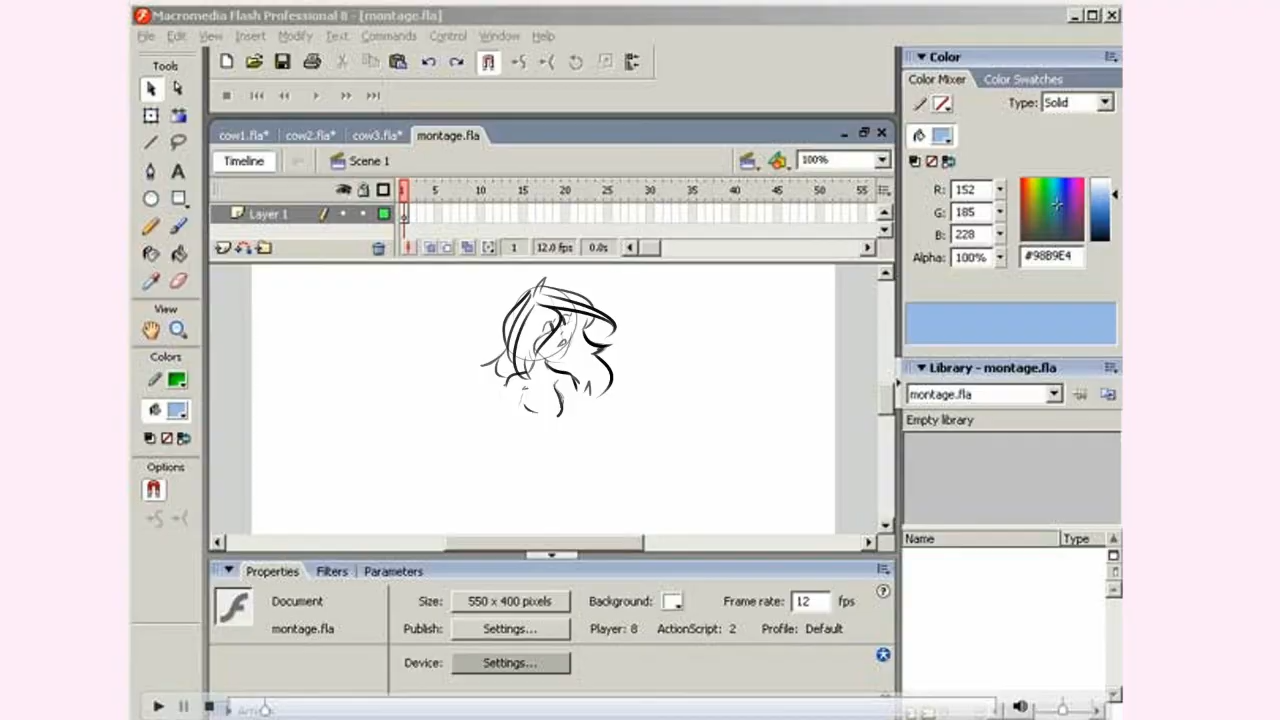 Macromedia Flash Professional 8 - [montage.fla]
File Edit View Insert Modify Text Commands Control Window Help
Tools
View
Colors
Options
cow1.fla* cow2.fla* cow3.fla* montage.fla
Timeline Scene 1 100%
1 5 10 15 20 25 30 35 40 45 50 55
Layer 1
1 12.0 fps 0.0s
Properties Filters Parameters
Document Size: 550 x 400 pixels Background: Frame rate: 12 fps
montage.fla Publish: Settings... Player: 8 ActionScript: 2 Profile: Default
Device: Settings...
Color
Color Mixer Color Swatches
Type: Solid
R: 152
G: 185
B: 228
Alpha: 100% #98B9E4
Library - montage.fla
montage.fla
Empty library
Name Type